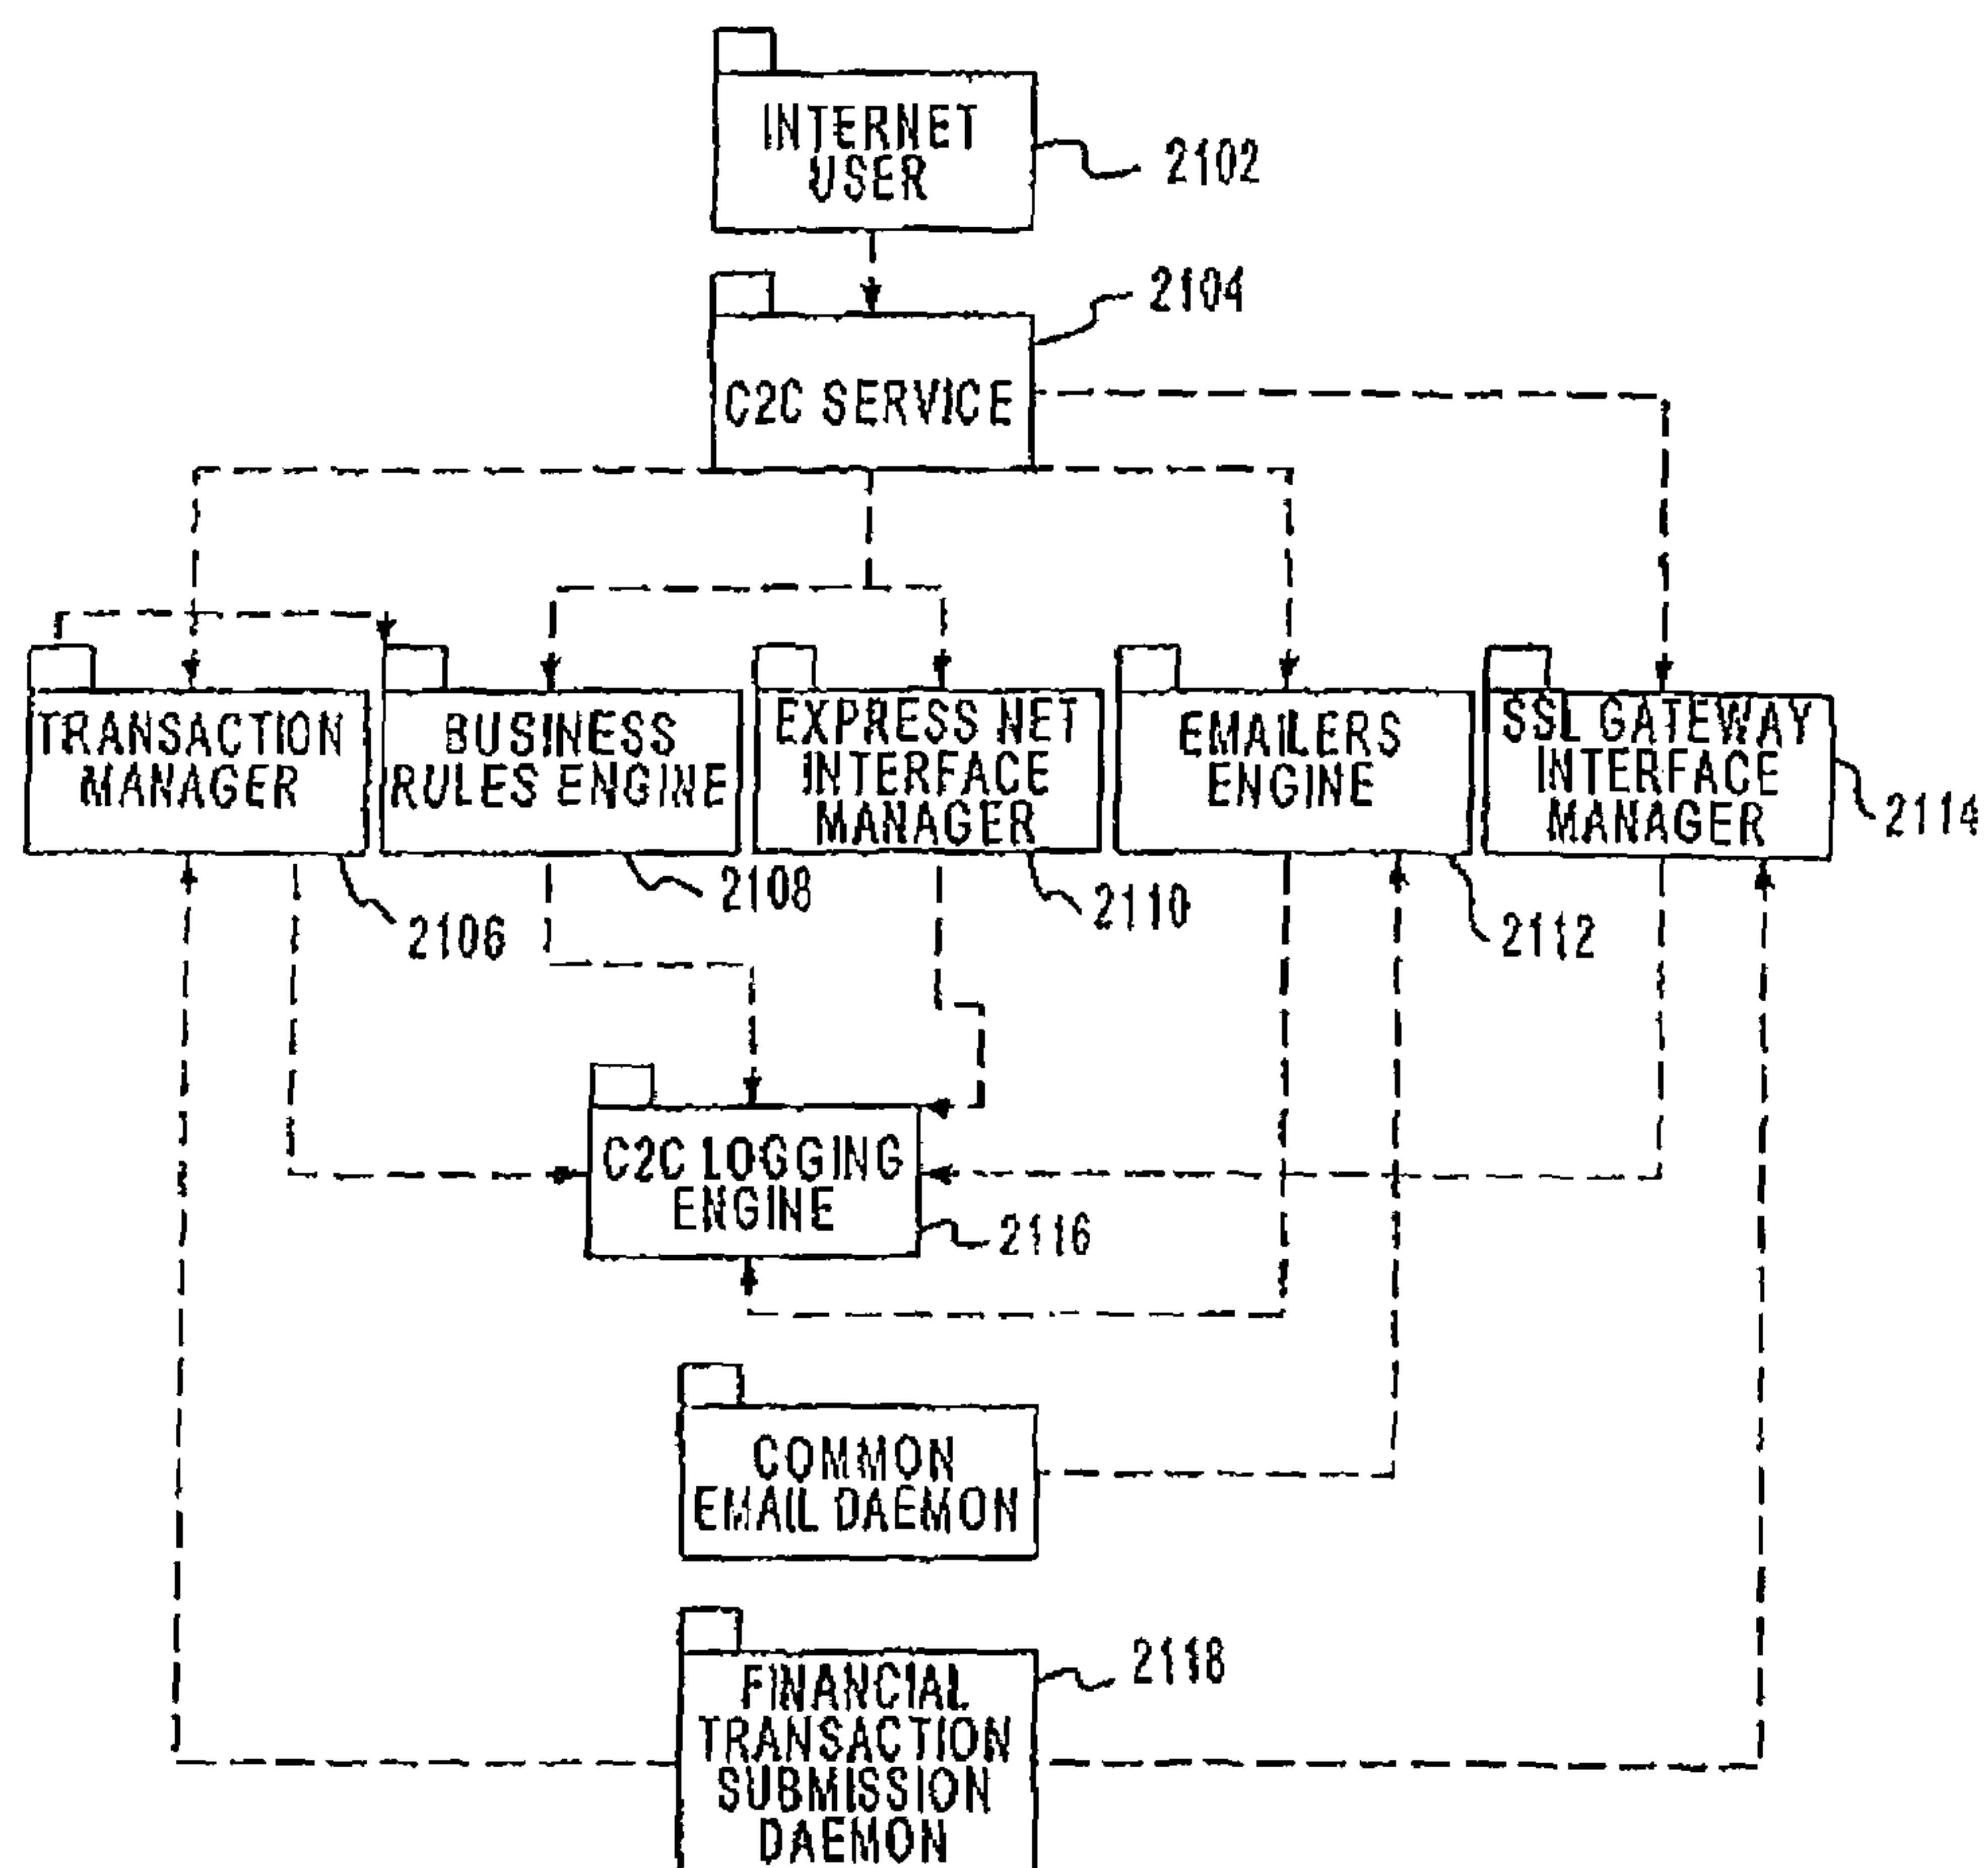 INTERNET
USER
2102
2104
C2C SERVICE
TRANSACTION
MANAGER
BUSINESS
RULES ENGINE
EXPRESS NET
INTERFACE
MANAGER
EMAILERS
ENGINE
SSL GATEWAY
INTERFACE
MANAGER
2114
2108
2110
2106
2112
C2C LOGGING
ENGINE
2116
COMMON
EMAIL DAEMON
2118
FINANCIAL
TRANSACTION
SUBMISSION
DAEMON